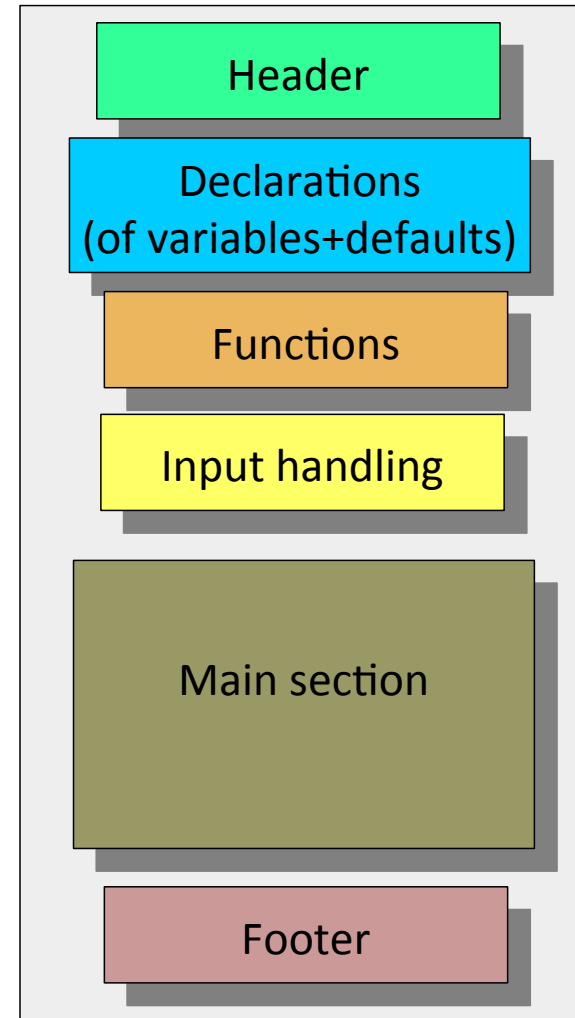 Header
Declarations
(of variables+defaults)
Functions
Input handling
Main section
Footer